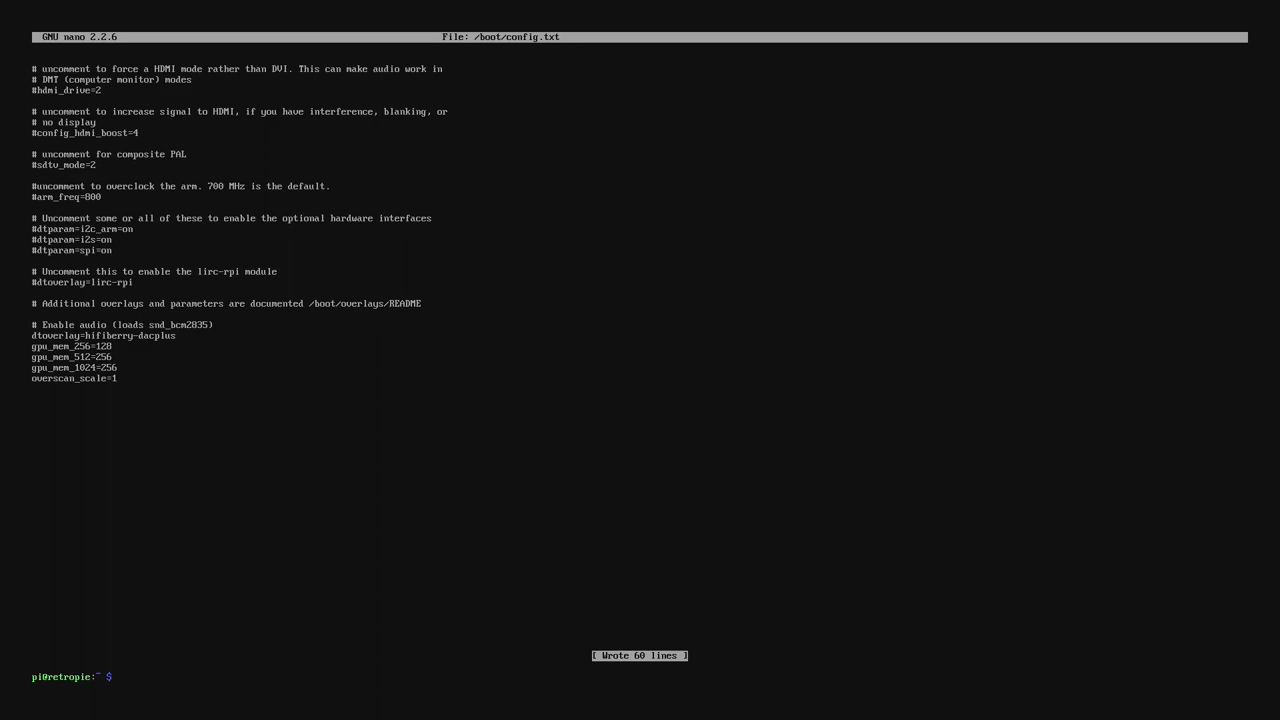 GNU nano 2.2.6 File: /boot/config.txt
# uncomment to force a HDMI mode rather than DVI. This can make audio work in
# DMT (computer monitor) modes
#hdmi_drive=2
# uncomment to increase signal to HDMI, if you have interference, blanking, or
# no display
#config_hdmi_boost=4
# uncomment for composite PAL
#sdtv_mode=2
#uncomment to overclock the arm. 700 MHz is the default.
#arm_freq=800
# Uncomment some or all of these to enable the optional hardware interfaces
#dtparam=i2c_arm=on
#dtparam=i2s=on
#dtparam=spi=on
# Uncomment this to enable the lirc-rpi module
#dtoverlay=lirc-rpi
# Additional overlays and parameters are documented /boot/overlays/README
# Enable audio (loads snd_bcm2835)
dtoverlay=hifiberry-dacplus
gpu_mem_256=128
gpu_mem_512=256
gpu_mem_1024=256
overscan_scale=1
[ Wrote 60 lines ]
pi@retropie:~ $